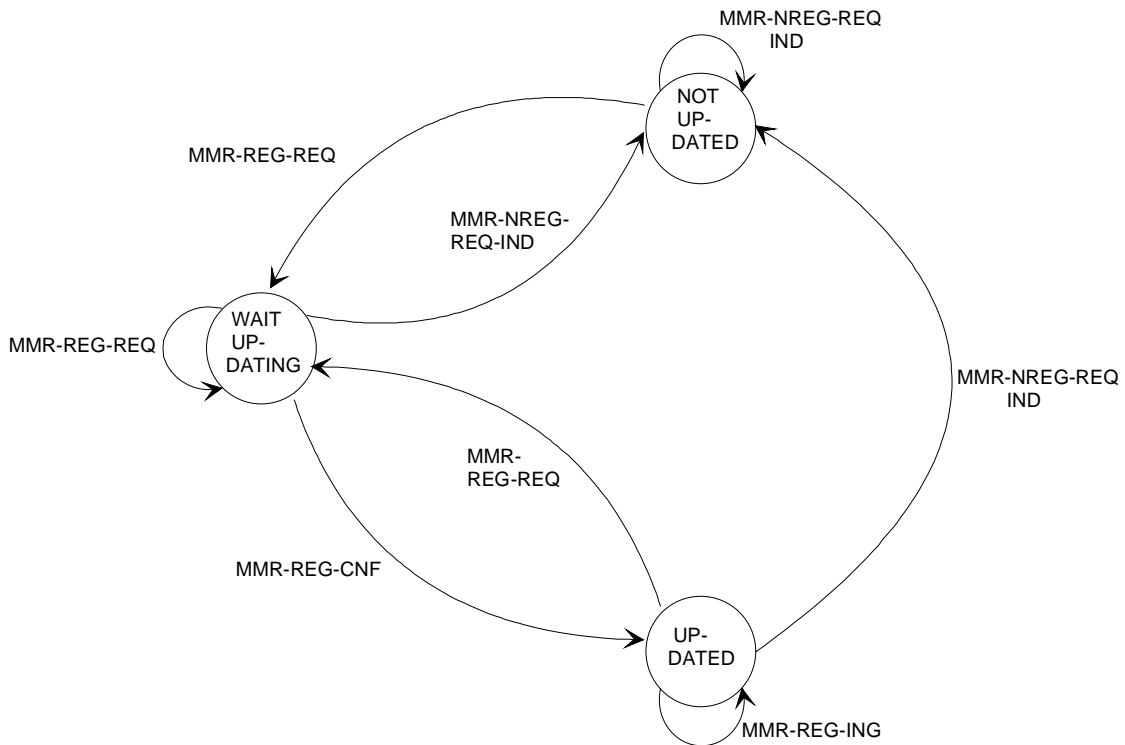 MMR-NREG-REQ
IND
NOT
UP-
DATED
MMR-REG-REQ
MMR-NREG-
REQ-IND
WAIT
UP-
DATING
MMR-REG-REQ
MMR-NREG-REQ
IND
MMR-
REG-REQ
MMR-REG-CNF
UP-
DATED
MMR-REG-ING